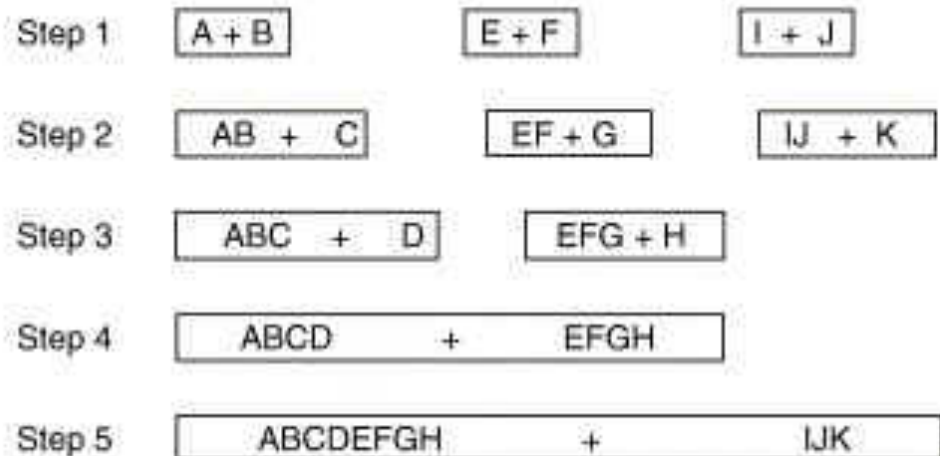 Step 1 A + B E + F I + J
Step 2 AB + C EF + G IJ + K
Step 3 ABC + D EFG + H
Step 4 ABCD + EFGH
Step 5 ABCDEFGH + IJK